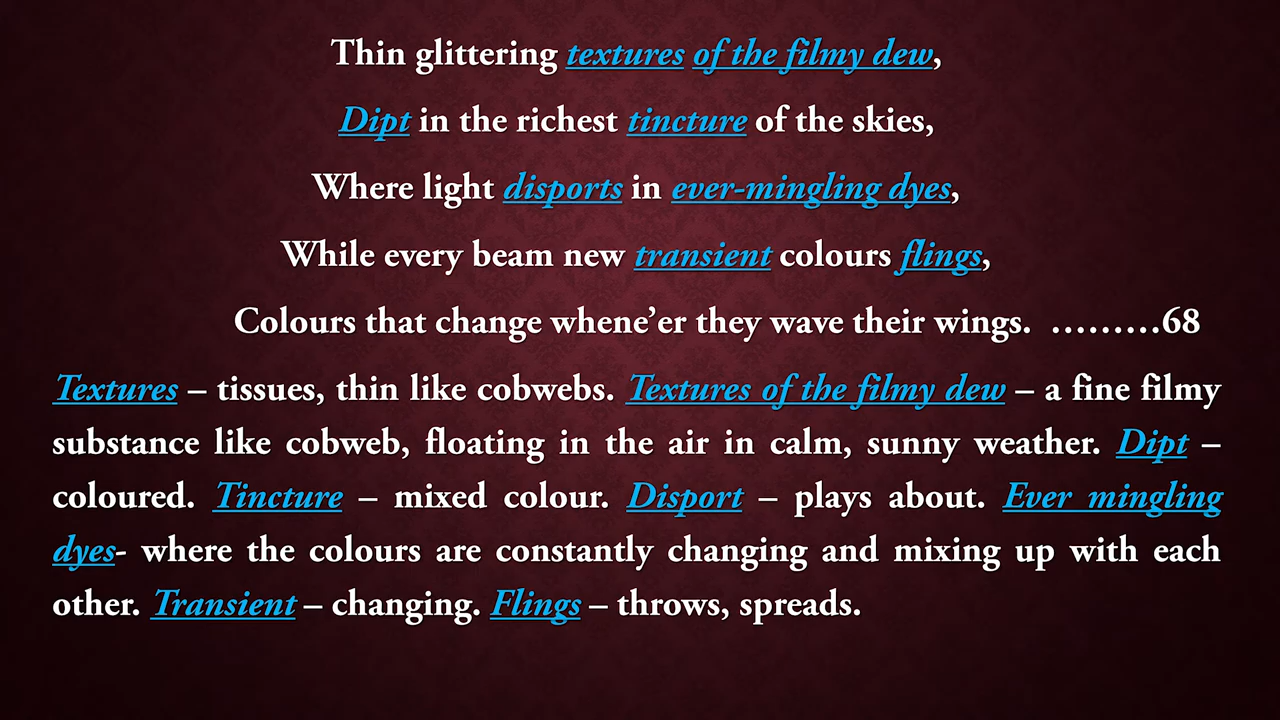 Thin glittering textures of the filmy dew,
Dipt in the richest tincture of the skies,
Where light disports in ever-mingling dyes,
While every beam new transient colours flings,
Colours that change whene’er they wave their wings. .........68
Textures – tissues, thin like cobwebs. Textures of the filmy dew – a fine filmy
substance like cobweb, floating in the air in calm, sunny weather. Dipt –
coloured. Tincture – mixed colour. Disport – plays about. Ever mingling
dyes- where the colours are constantly changing and mixing up with each
other. Transient – changing. Flings – throws, spreads.